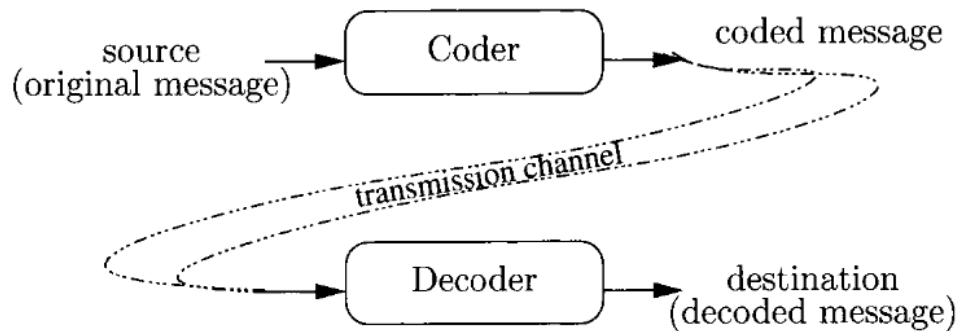 source
(original message)
Coder
coded message
transmission channel
Decoder
destination
(decoded message)